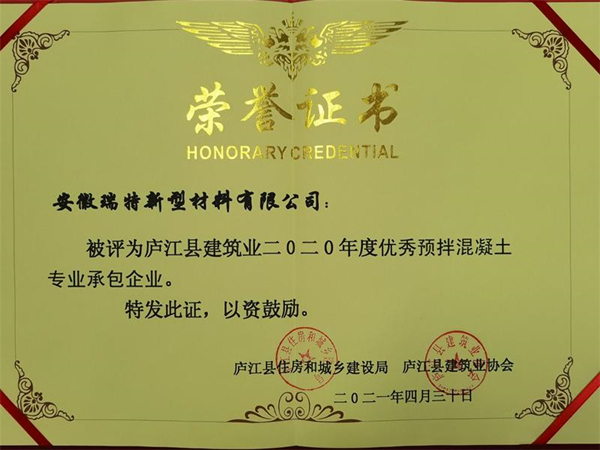 荣誉证书
HONORARY CREDENTIAL
安徽瑞特新型材料有限公司：
被评为庐江县建筑业二〇二〇年度优秀预拌混凝土
专业承包企业。
特发此证，以资鼓励。
庐江县住房和城乡建设局 庐江县建筑业协会
二〇二一年四月三十日